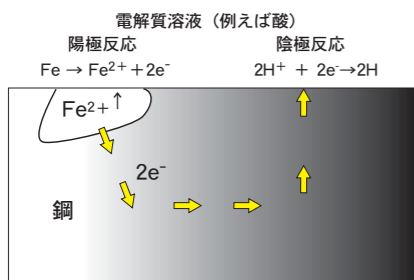 電解質溶液（例えば酸）
陽極反応
陰極反応
Fe → Fe²⁺ + 2e⁻
2H⁺ + 2e⁻→2H
Fe²⁺↑
2e⁻
鋼